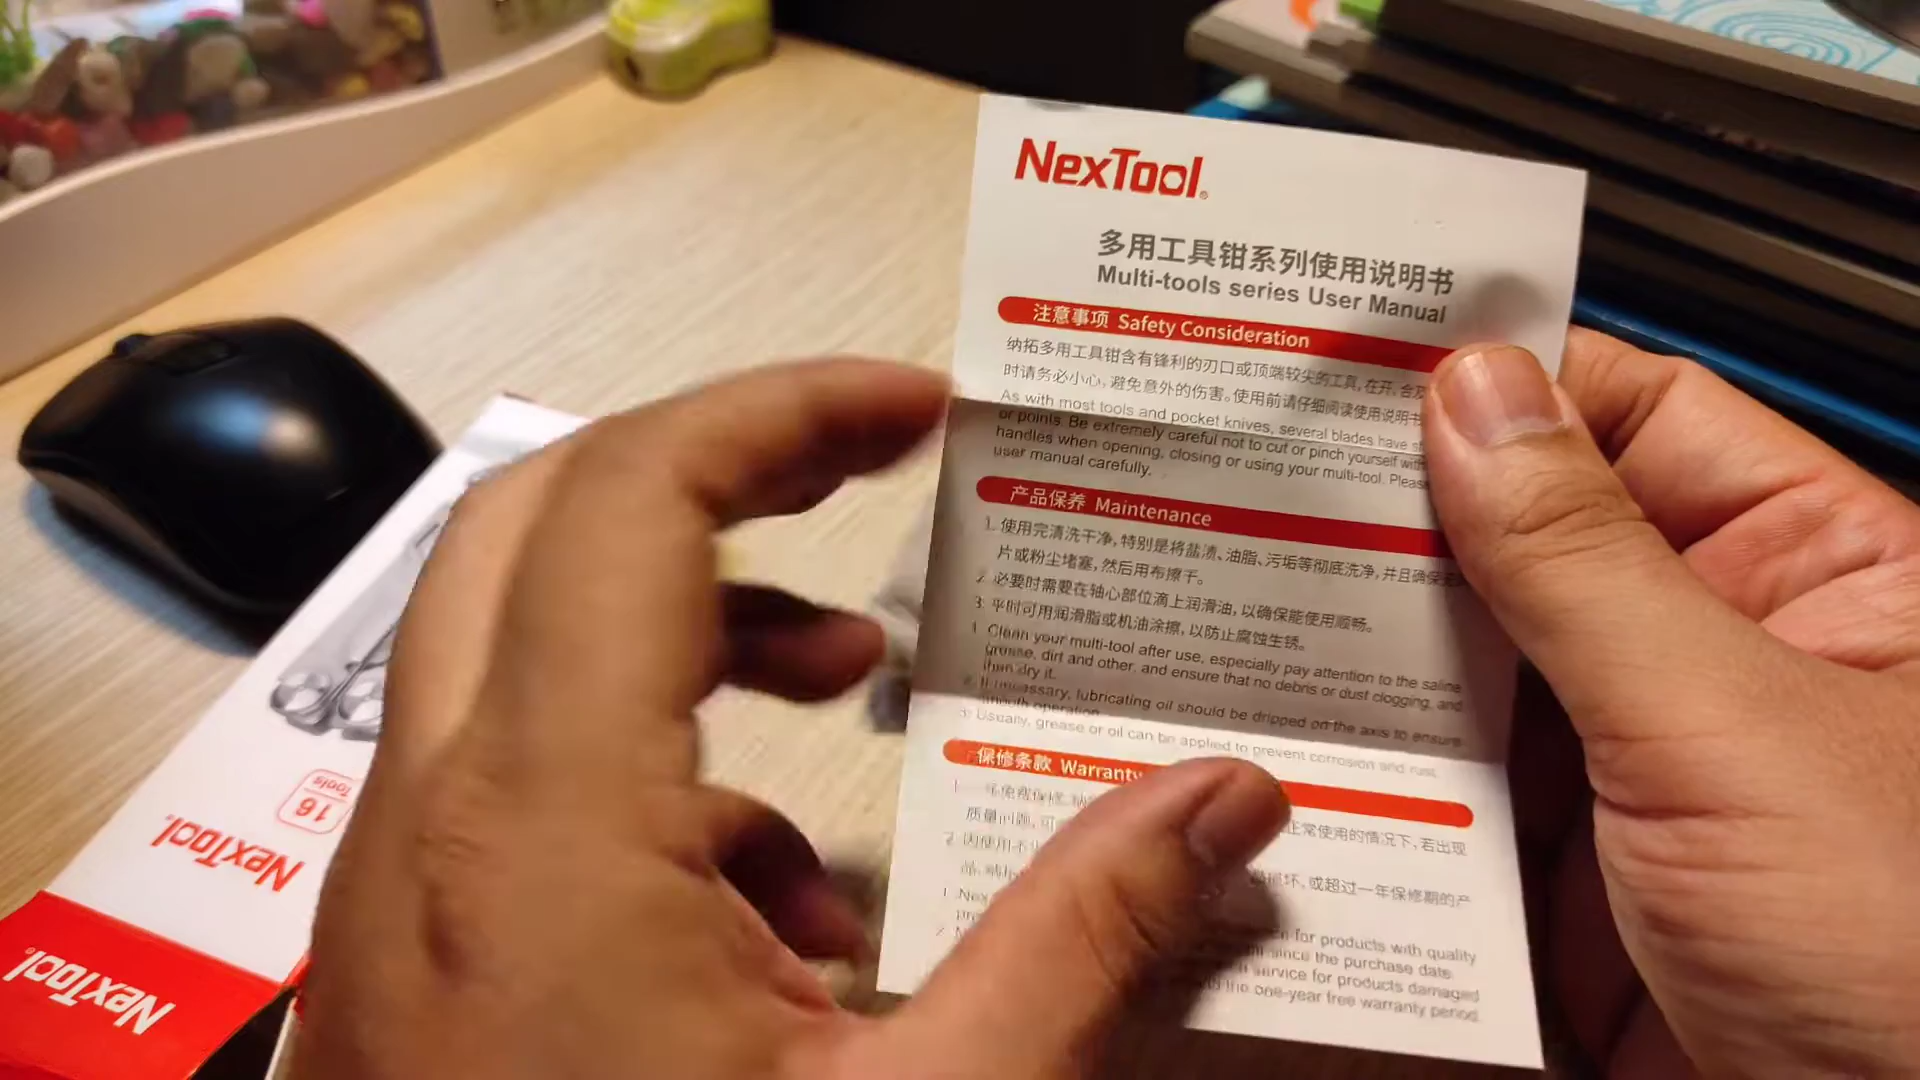 NexTool
多用工具钳系列使用说明书
Multi-tools series User Manual
注意事项 Safety Consideration
纳拓多用工具钳含有锋利的刃口或顶端较尖的工具,在开、合及
时请务必小心,避免意外的伤害。使用前请仔细阅读使用说明书
As with most tools and pocket knives, several blades have
or points. Be extremely careful not to cut or pinch yourself with
handles when opening, closing or using your multi-tool. Pleas
user manual carefully.
产品保养 Maintenance
1. 使用完清洗干净,特别是将盐渍、油脂、污垢等彻底洗净,并且确保无
片或粉尘堵塞,然后用布擦干。
2. 必要时需要在轴心部位滴上润滑油,以确保能使用顺畅。
3. 平时可用润滑脂或机油涂擦,以防止腐蚀生锈。
1. Clean your multi-tool after use, especially pay attention to the saline
grease, dirt and other, and ensure that no debris or dust clogging, and
then dry it.
2. If necessary, lubricating oil should be dripped on the axis to ensure
smooth operation.
3. Usually, grease or oil can be applied to prevent corrosion and rust.
保修条款 Warranty
质量问题,可 正常使用的情况下,若出现
损坏,或超过一年保修期的产
1. Nex
for products with quality
since the purchase date.
2. service for products damaged
the one-year free warranty period.
16
Tools
NexTool
NexTool